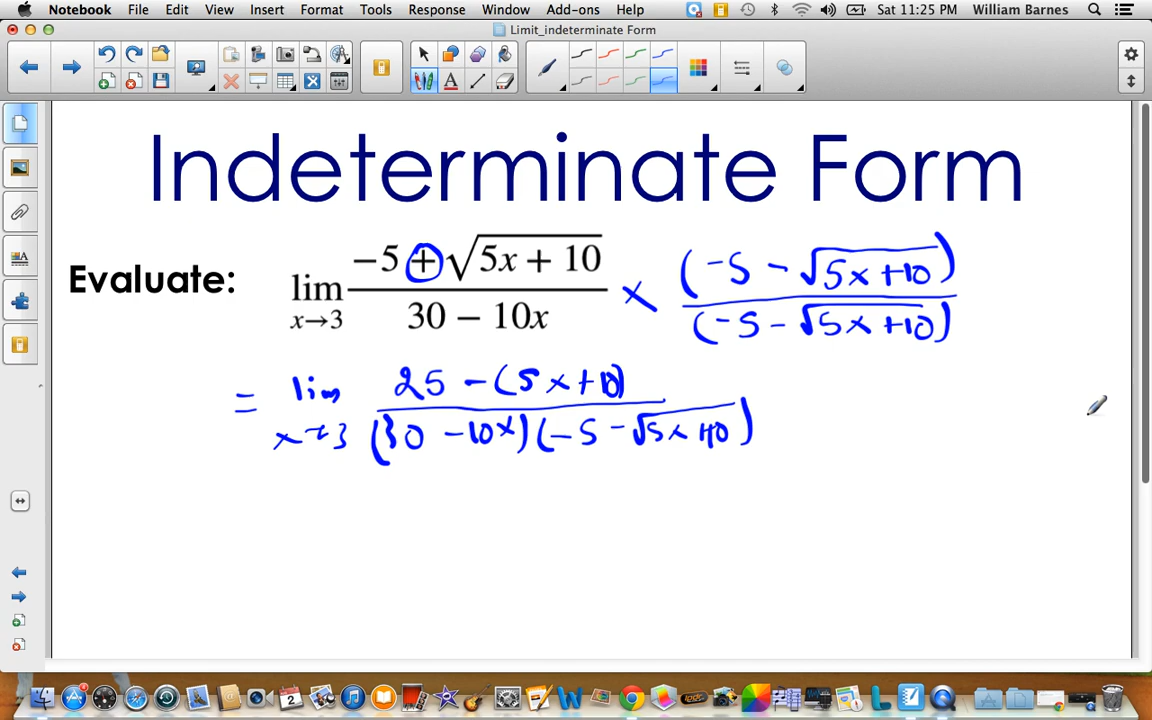 Notebook File Edit View Insert Format Tools Response Window Add-ons Help Sat 11:25 PM William Barnes
Limit_indeterminate Form
Indeterminate Form
Evaluate: lim x→3 (−5 + √(5x + 10)) / (30 − 10x) × (−5 − √5x+10) / (−5 − √5x+10)
= lim x→3 25 − (5x+10) / (30 − 10x)(−5 − √5x+10)